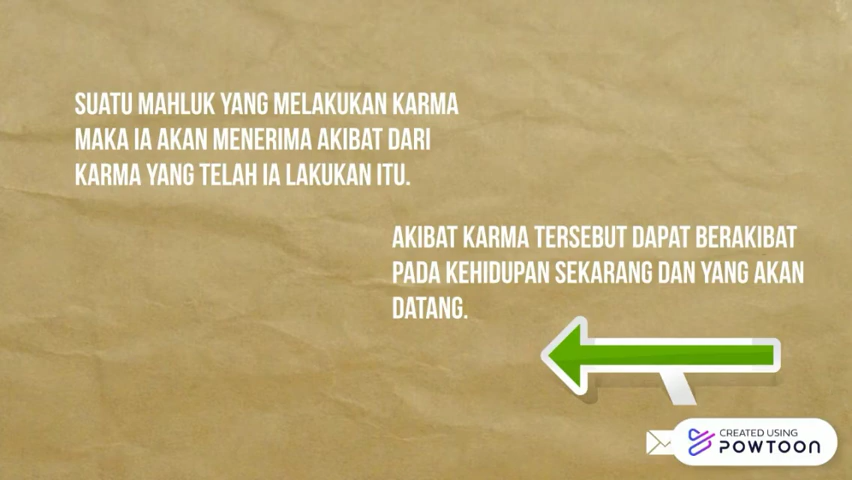 SUATU MAHLUK YANG MELAKUKAN KARMA
MAKA IA AKAN MENERIMA AKIBAT DARI
KARMA YANG TELAH IA LAKUKAN ITU.
AKIBAT KARMA TERSEBUT DAPAT BERAKIBAT
PADA KEHIDUPAN SEKARANG DAN YANG AKAN
DATANG.
CREATED USING
POWTOON